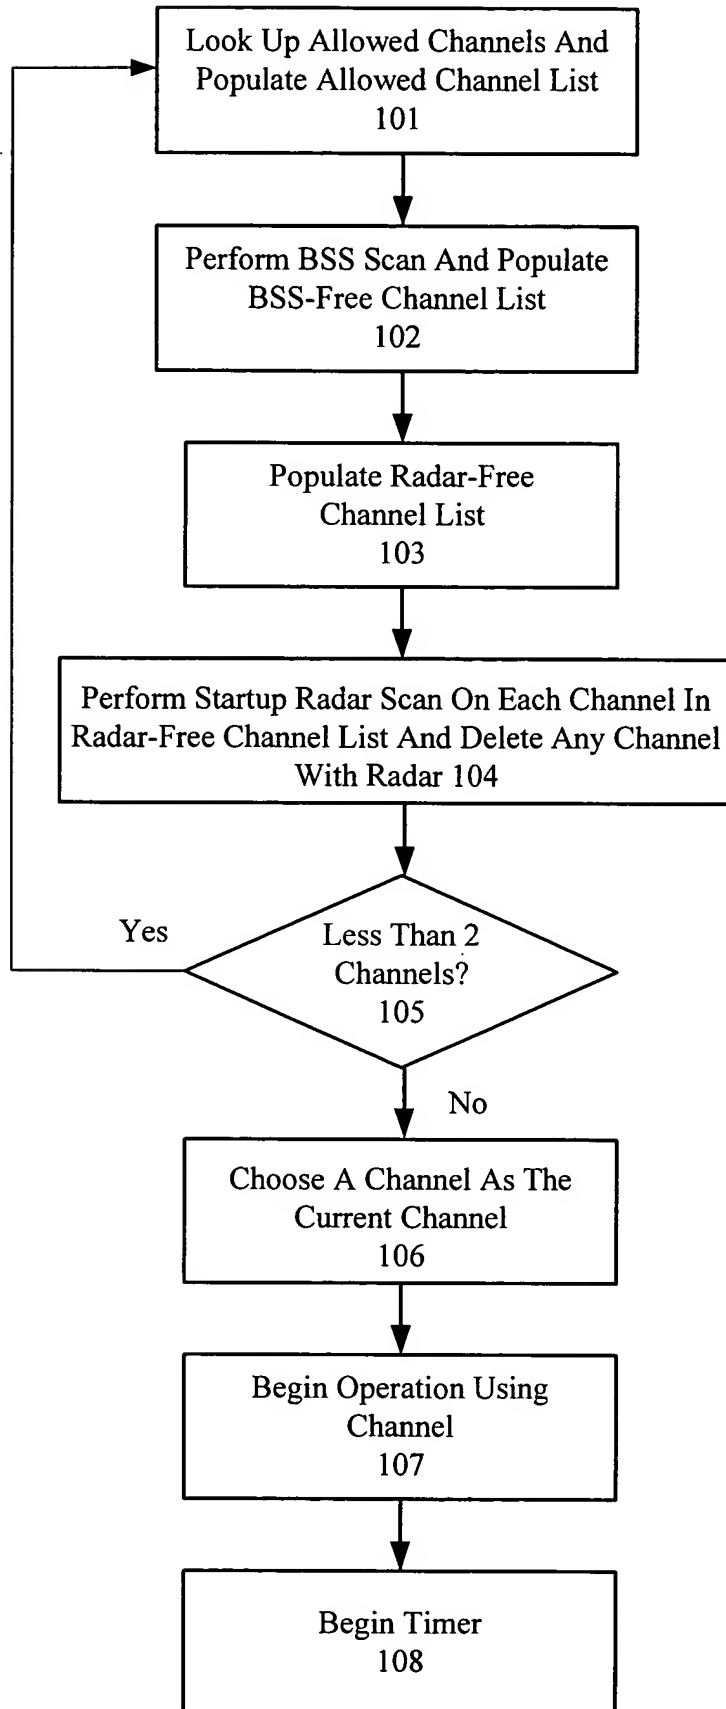 Look Up Allowed Channels And
Populate Allowed Channel List
101
Perform BSS Scan And Populate
BSS-Free Channel List
102
Populate Radar-Free
Channel List
103
Perform Startup Radar Scan On Each Channel In
Radar-Free Channel List And Delete Any Channel
With Radar 104
Yes
Less Than 2
Channels?
105
No
Choose A Channel As The
Current Channel
106
Begin Operation Using
Channel
107
Begin Timer
108